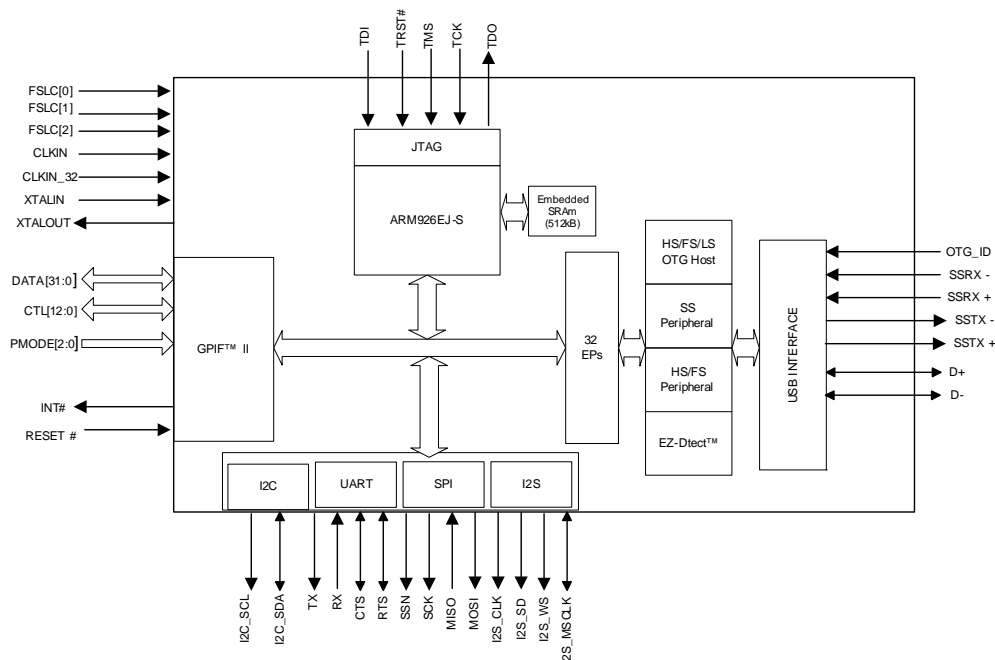 TDI
TRST#
TMS
TCK
TDO
FSLC[0]
FSLC[1]
FSLC[2]
CLKIN
CLKIN_32
XTALIN
XTALOUT
DATA[31:0]
CTL[12:0]
PMODE[2:0]
INT#
RESET #
JTAG
ARM926EJ-S
Embedded
SRAm
(512kB)
GPIF™ II
32
EPs
HS/FS/LS
OTG Host
SS
Peripheral
HS/FS
Peripheral
EZ-Dtect™
USB INTERFACE
OTG_ID
SSRX -
SSRX +
SSTX -
SSTX +
D+
D-
I2C
UART
SPI
I2S
I2C_SCL
I2C_SDA
TX
RX
CTS
RTS
SSN
SCK
MISO
MOSI
I2S_CLK
I2S_SD
I2S_WS
2S_MSCLK